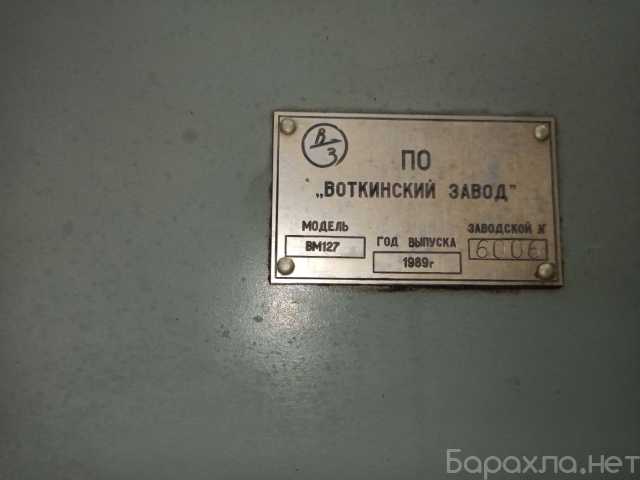 В/З
ПО
„ВОТКИНСКИЙ ЗАВОД"
МОДЕЛЬ
ВМ127
ГОД ВЫПУСКА
1989г
ЗАВОДСКОЙ №
6006
Барахла.нет